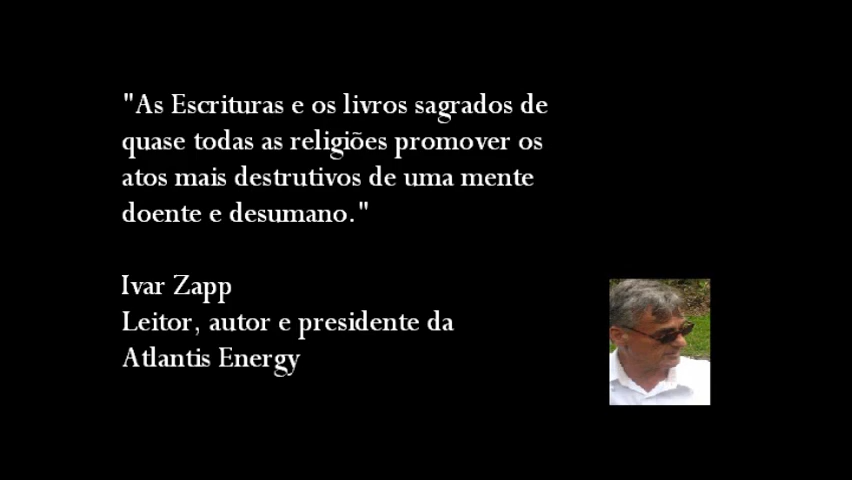 "As Escrituras e os livros sagrados de
quase todas as religiões promover os
atos mais destrutivos de uma mente
doente e desumano."
Ivar Zapp
Leitor, autor e presidente da
Atlantis Energy